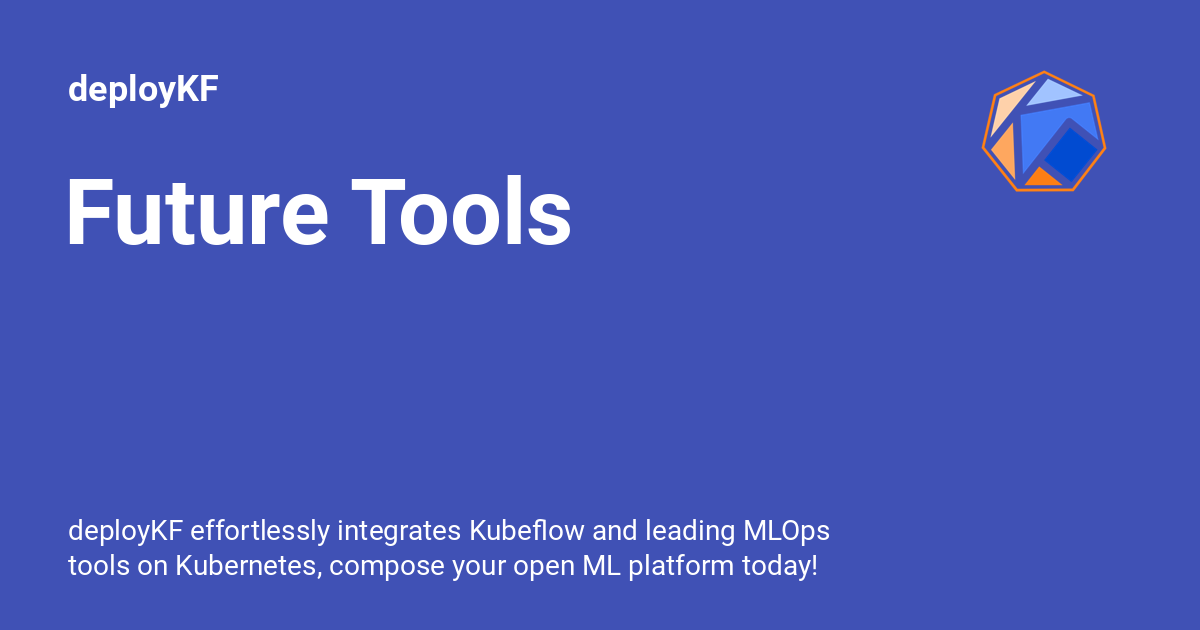 deployKF
Future Tools
deployKF effortlessly integrates Kubeflow and leading MLOps
tools on Kubernetes, compose your open ML platform today!